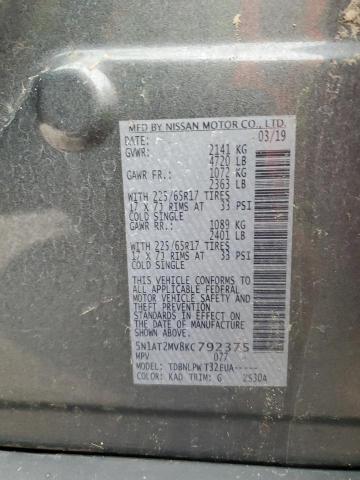 MFD BY NISSAN MOTOR CO., LTD.
DATE: 03/19
GVWR: 2141 KG
4720 LB
GAWR FR.: 1072 KG
2363 LB
WITH 225/65R17 TIRES
17 X 7J RIMS AT 33 PSI
COLD SINGLE
GAWR RR.: 1089 KG
2401 LB
WITH 225/65R17 TIRES
17 X 7J RIMS AT 33 PSI
COLD SINGLE
THIS VEHICLE CONFORMS TO
ALL APPLICABLE FEDERAL
MOTOR VEHICLE SAFETY, BUMPER,
AND THEFT PREVENTION
STANDARDS IN EFFECT ON THE
DATE OF MANUFACTURE SHOWN
ABOVE.
5N1AT2MV8KC792375
MPV 077
MODEL: TDBNLPW T32EUA-----
COLOR: KAD TRIM: G 2530A